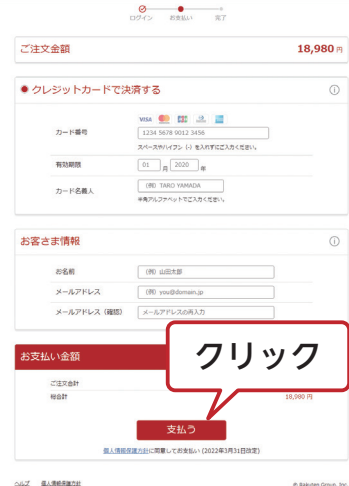 ログイン お支払い 完了
ご注文金額 18,980 円
クレジットカードで決済する
VISA
カード番号 1234 5678 9012 3456
スペースやハイフン (-) を入れずにご入力ください。
有効期限 01 月 2020 年
カード名義人 (例) TARO YAMADA
半角アルファベットでご入力ください。
お客さま情報
お名前 (例) 山田太郎
メールアドレス (例) you@domain.jp
メールアドレス (確認) メールアドレスの再入力
クリック
お支払い金額
ご注文合計
総合計 18,980 円
支払う
個人情報保護方針に同意してお支払い (2022年3月31日改定)
ヘルプ 個人情報保護方針 © Rakuten Group, Inc.